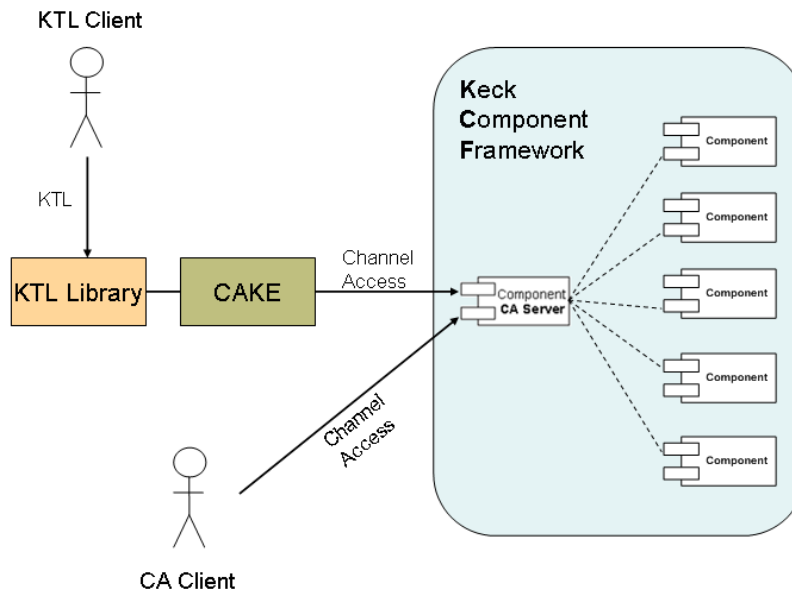 KTL Client
KTL
KTL Library
CAKE
Channel
Access
Channel
Access
CA Client
Keck
Component
Framework
Component
CA Server
Component
Component
Component
Component
Component